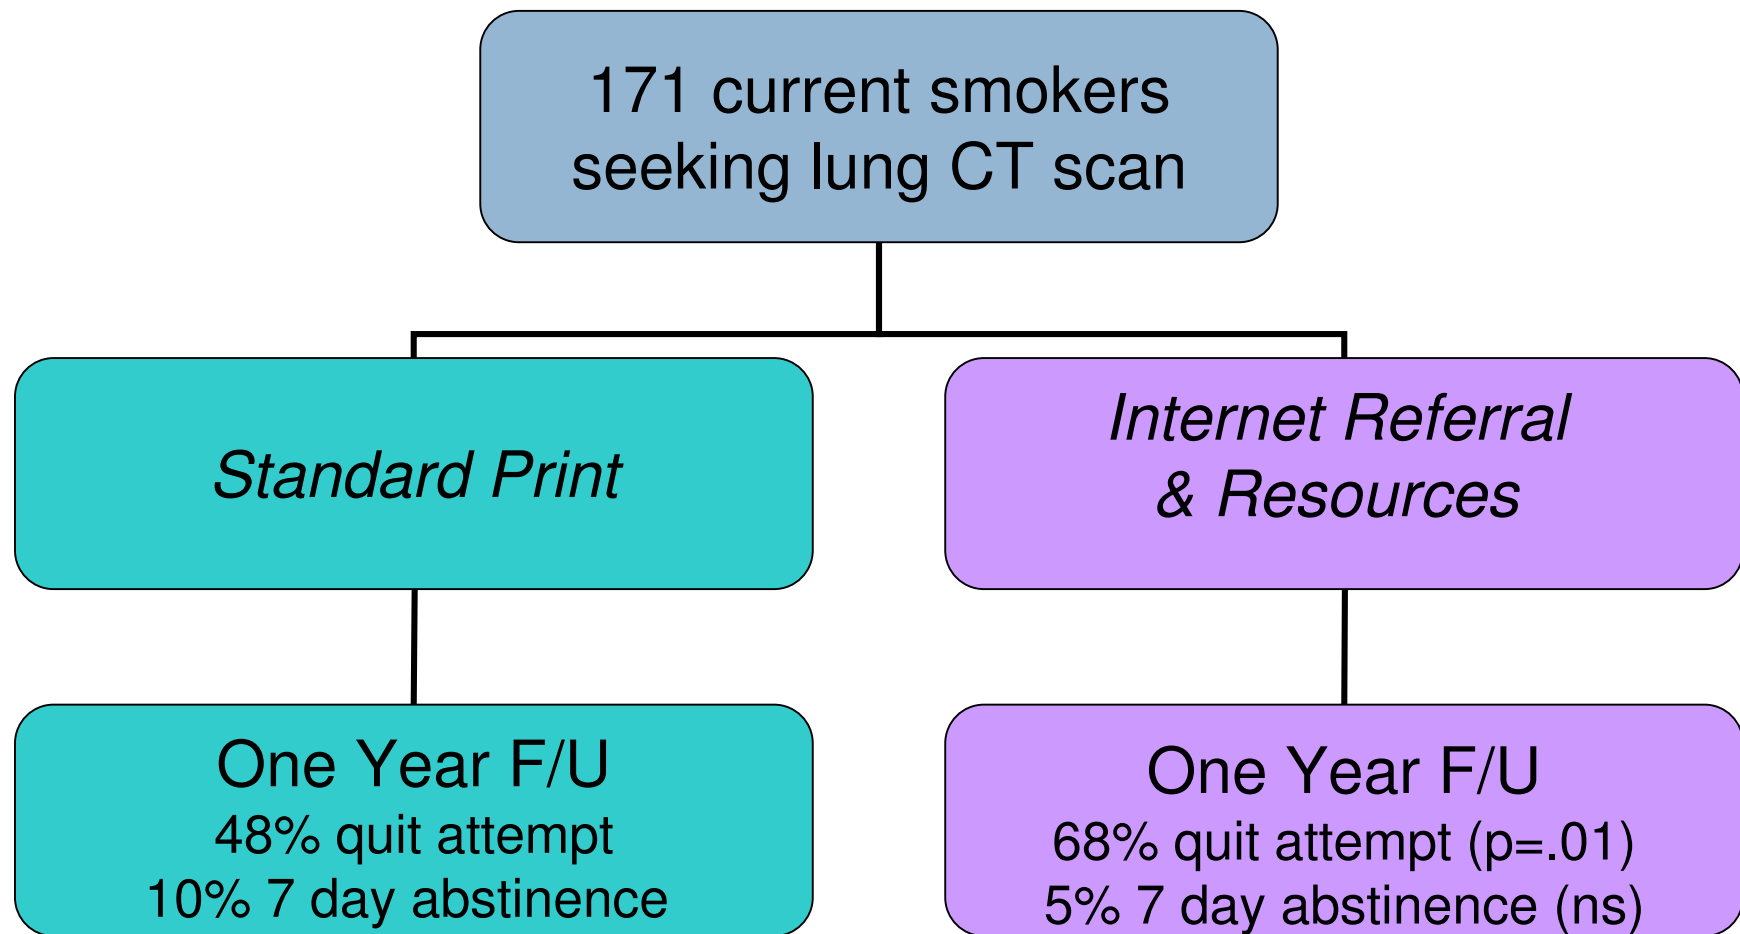 171 current smokers
seeking lung CT scan
Standard Print
Internet Referral
& Resources
One Year F/U
48% quit attempt
10% 7 day abstinence
One Year F/U
68% quit attempt (p=.01)
5% 7 day abstinence (ns)